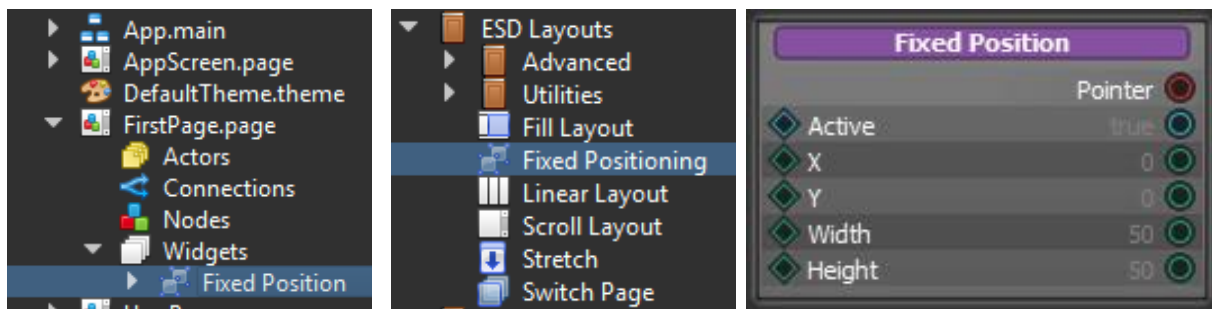 App.main
AppScreen.page
DefaultTheme.theme
FirstPage.page
Actors
Connections
Nodes
Widgets
Fixed Position
ESD Layouts
Advanced
Utilities
Fill Layout
Fixed Positioning
Linear Layout
Scroll Layout
Stretch
Switch Page
Fixed Position
Pointer
Active true
X 0
Y 0
Width 50
Height 50